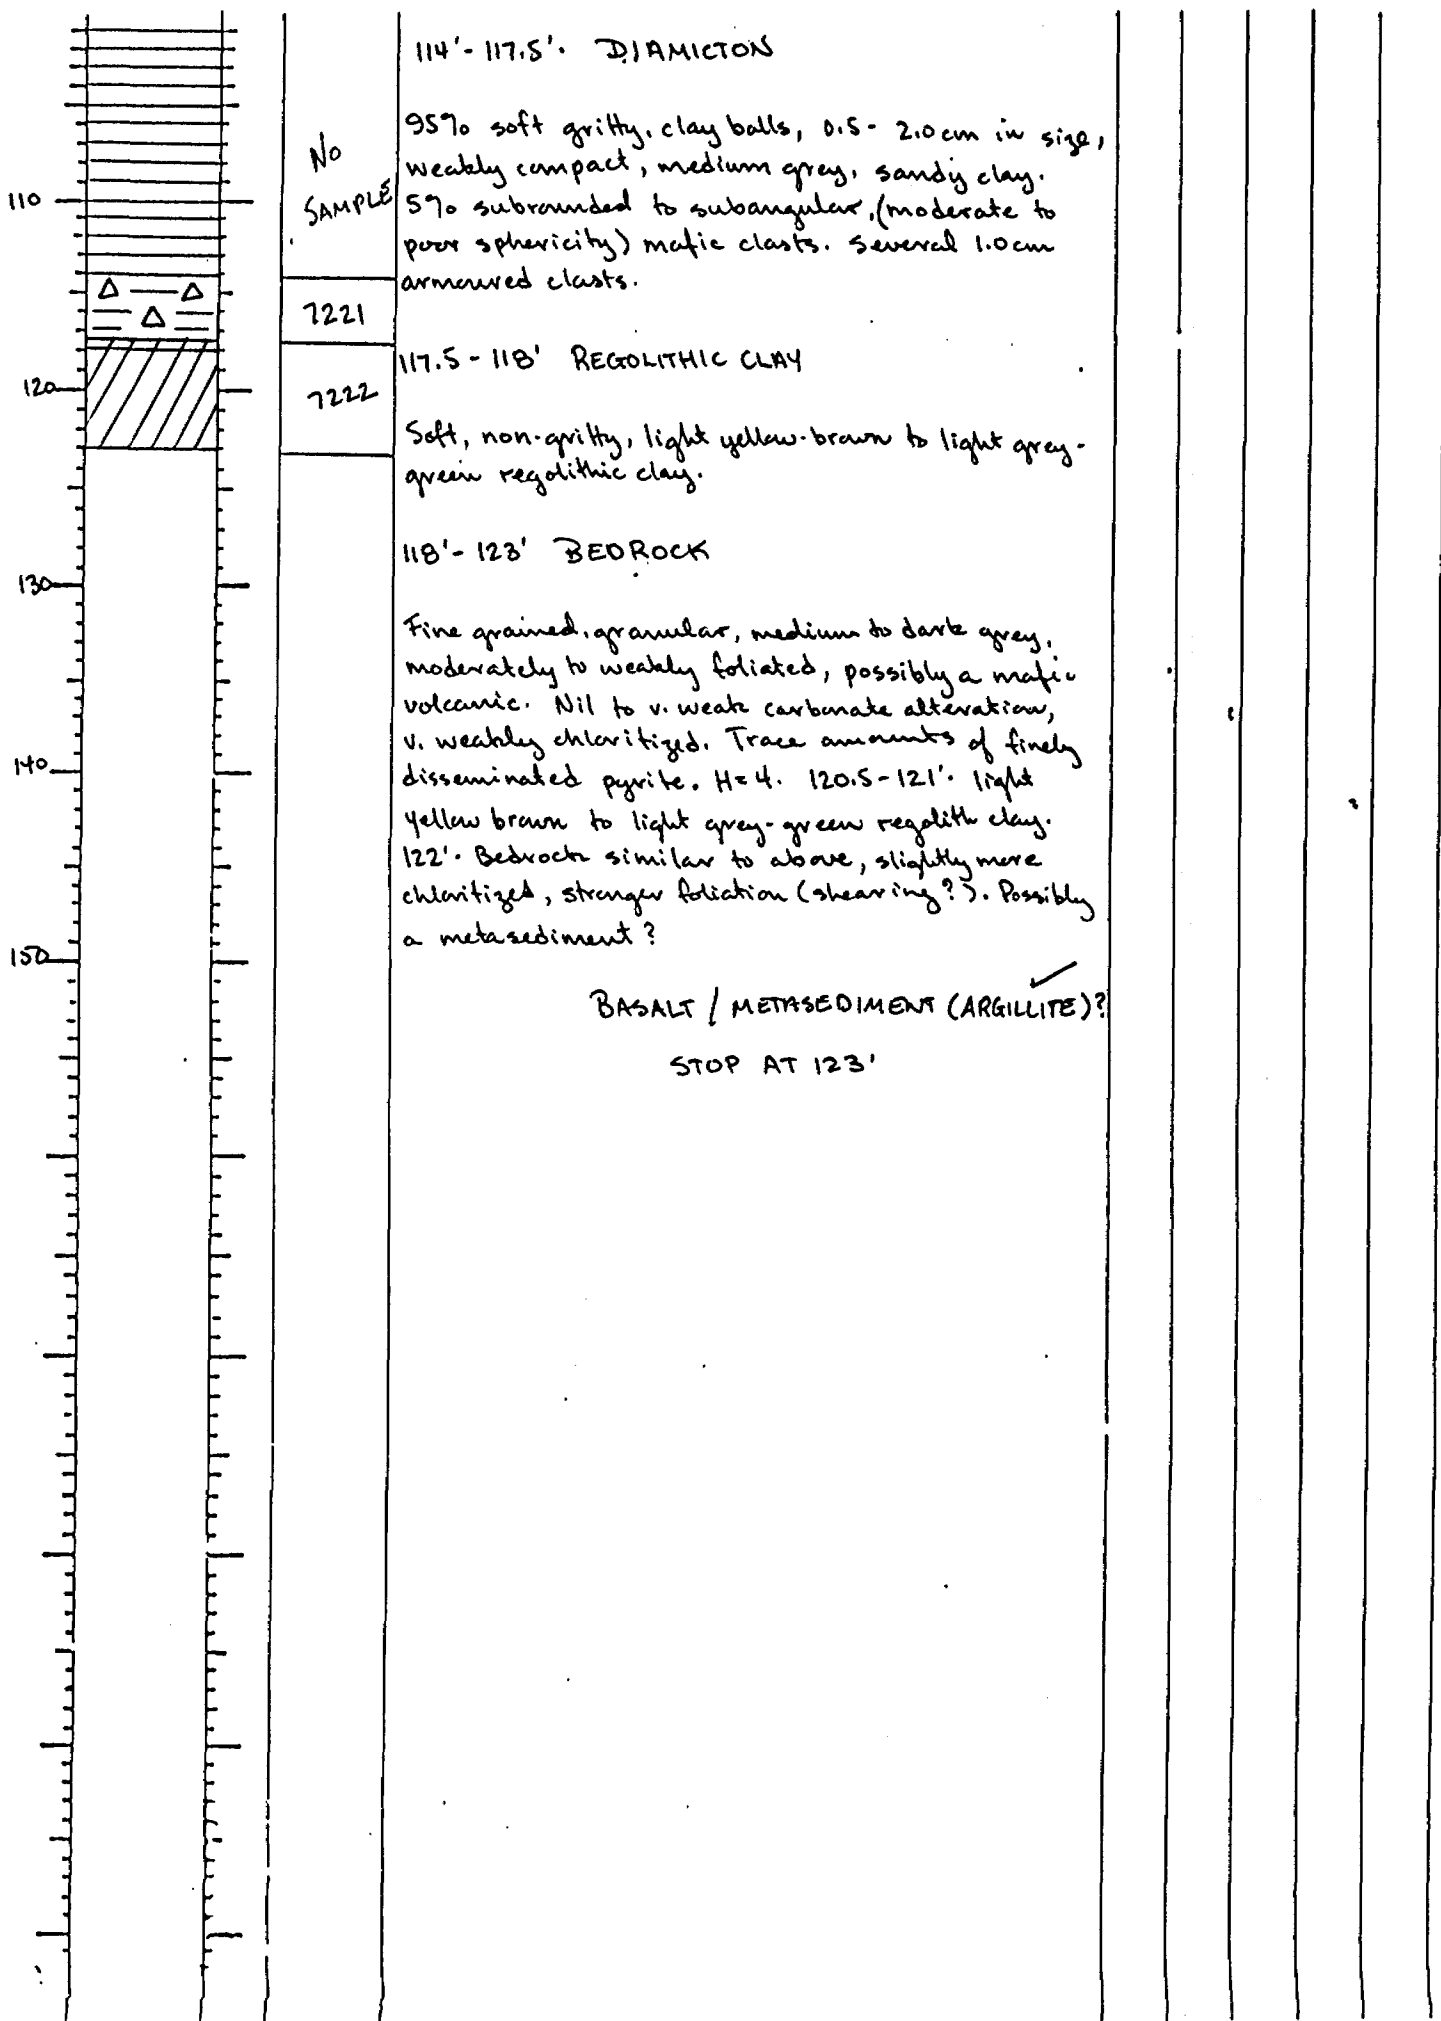 114'-117.5'. DIAMICTON
95% soft gritty, clay balls, 0.5-2.0cm in size,
weakly compact, medium grey, sandy clay.
5% subrounded to subangular, (moderate to
poor sphericity) mafic clasts. Several 1.0cm
armoured clasts.
No
SAMPLE
110
7221
117.5-118' REGOLITHIC CLAY
120
7222
Soft, non-gritty, light yellow-brown to light grey-
green regolithic clay.
118'-123' BEDROCK
130
Fine grained, granular, medium to dark grey,
moderately to weakly foliated, possibly a mafic
volcanic. Nil to v. weak carbonate alteration,
v. weakly chloritized. Trace amounts of finely
140
disseminated pyrite. H=4. 120.5-121'. light
yellow brown to light grey-green regolith clay.
122'. Bedrock similar to above, slightly more
chloritized, stronger foliation (shearing?). Possibly
a metasediment?
150
BASALT / METASEDIMENT (ARGILLITE)?
STOP AT 123'